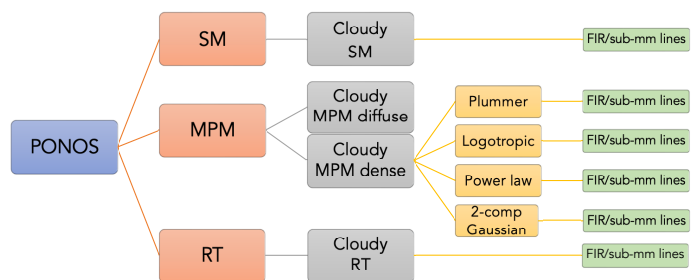 PONOS
SM
Cloudy
SM
FIR/sub-mm lines
MPM
Cloudy
MPM diffuse
Cloudy
MPM dense
Plummer
FIR/sub-mm lines
Logotropic
FIR/sub-mm lines
Power law
FIR/sub-mm lines
2-comp
Gaussian
FIR/sub-mm lines
RT
Cloudy
RT
FIR/sub-mm lines